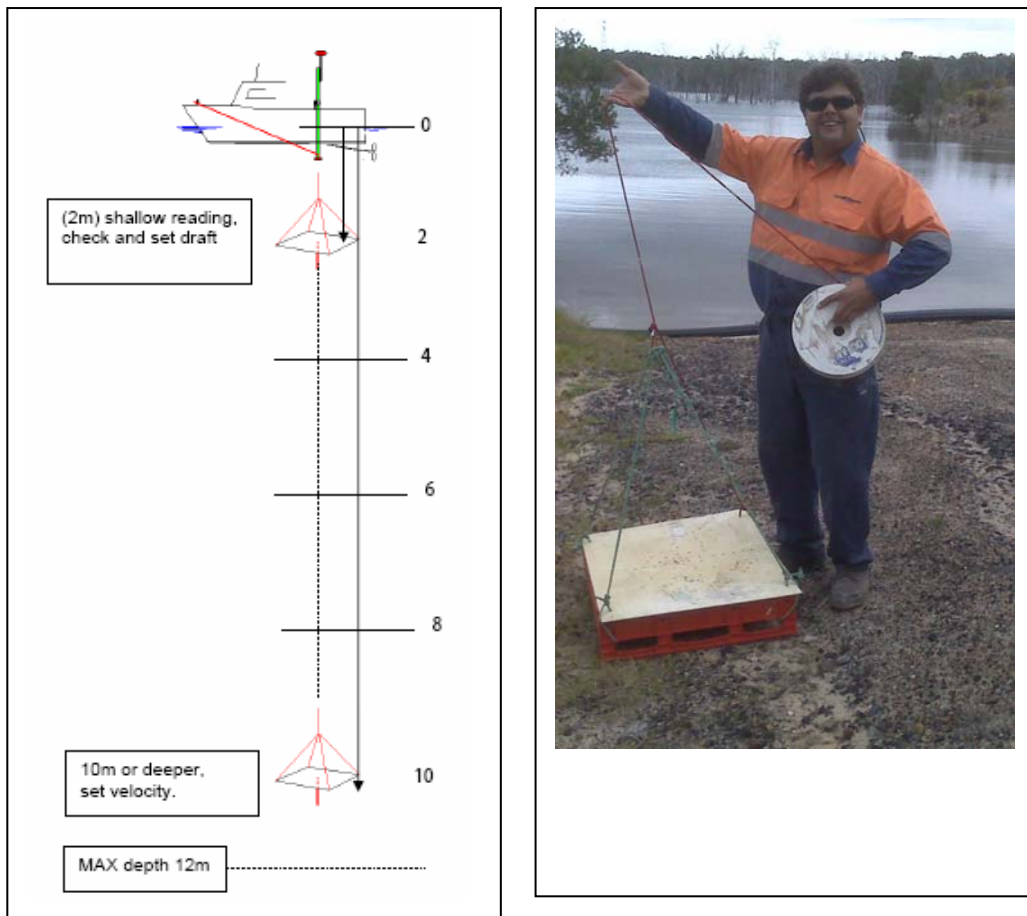 0
(2m) shallow reading,
check and set draft
2
4
6
8
10m or deeper,
set velocity.
10
MAX depth 12m